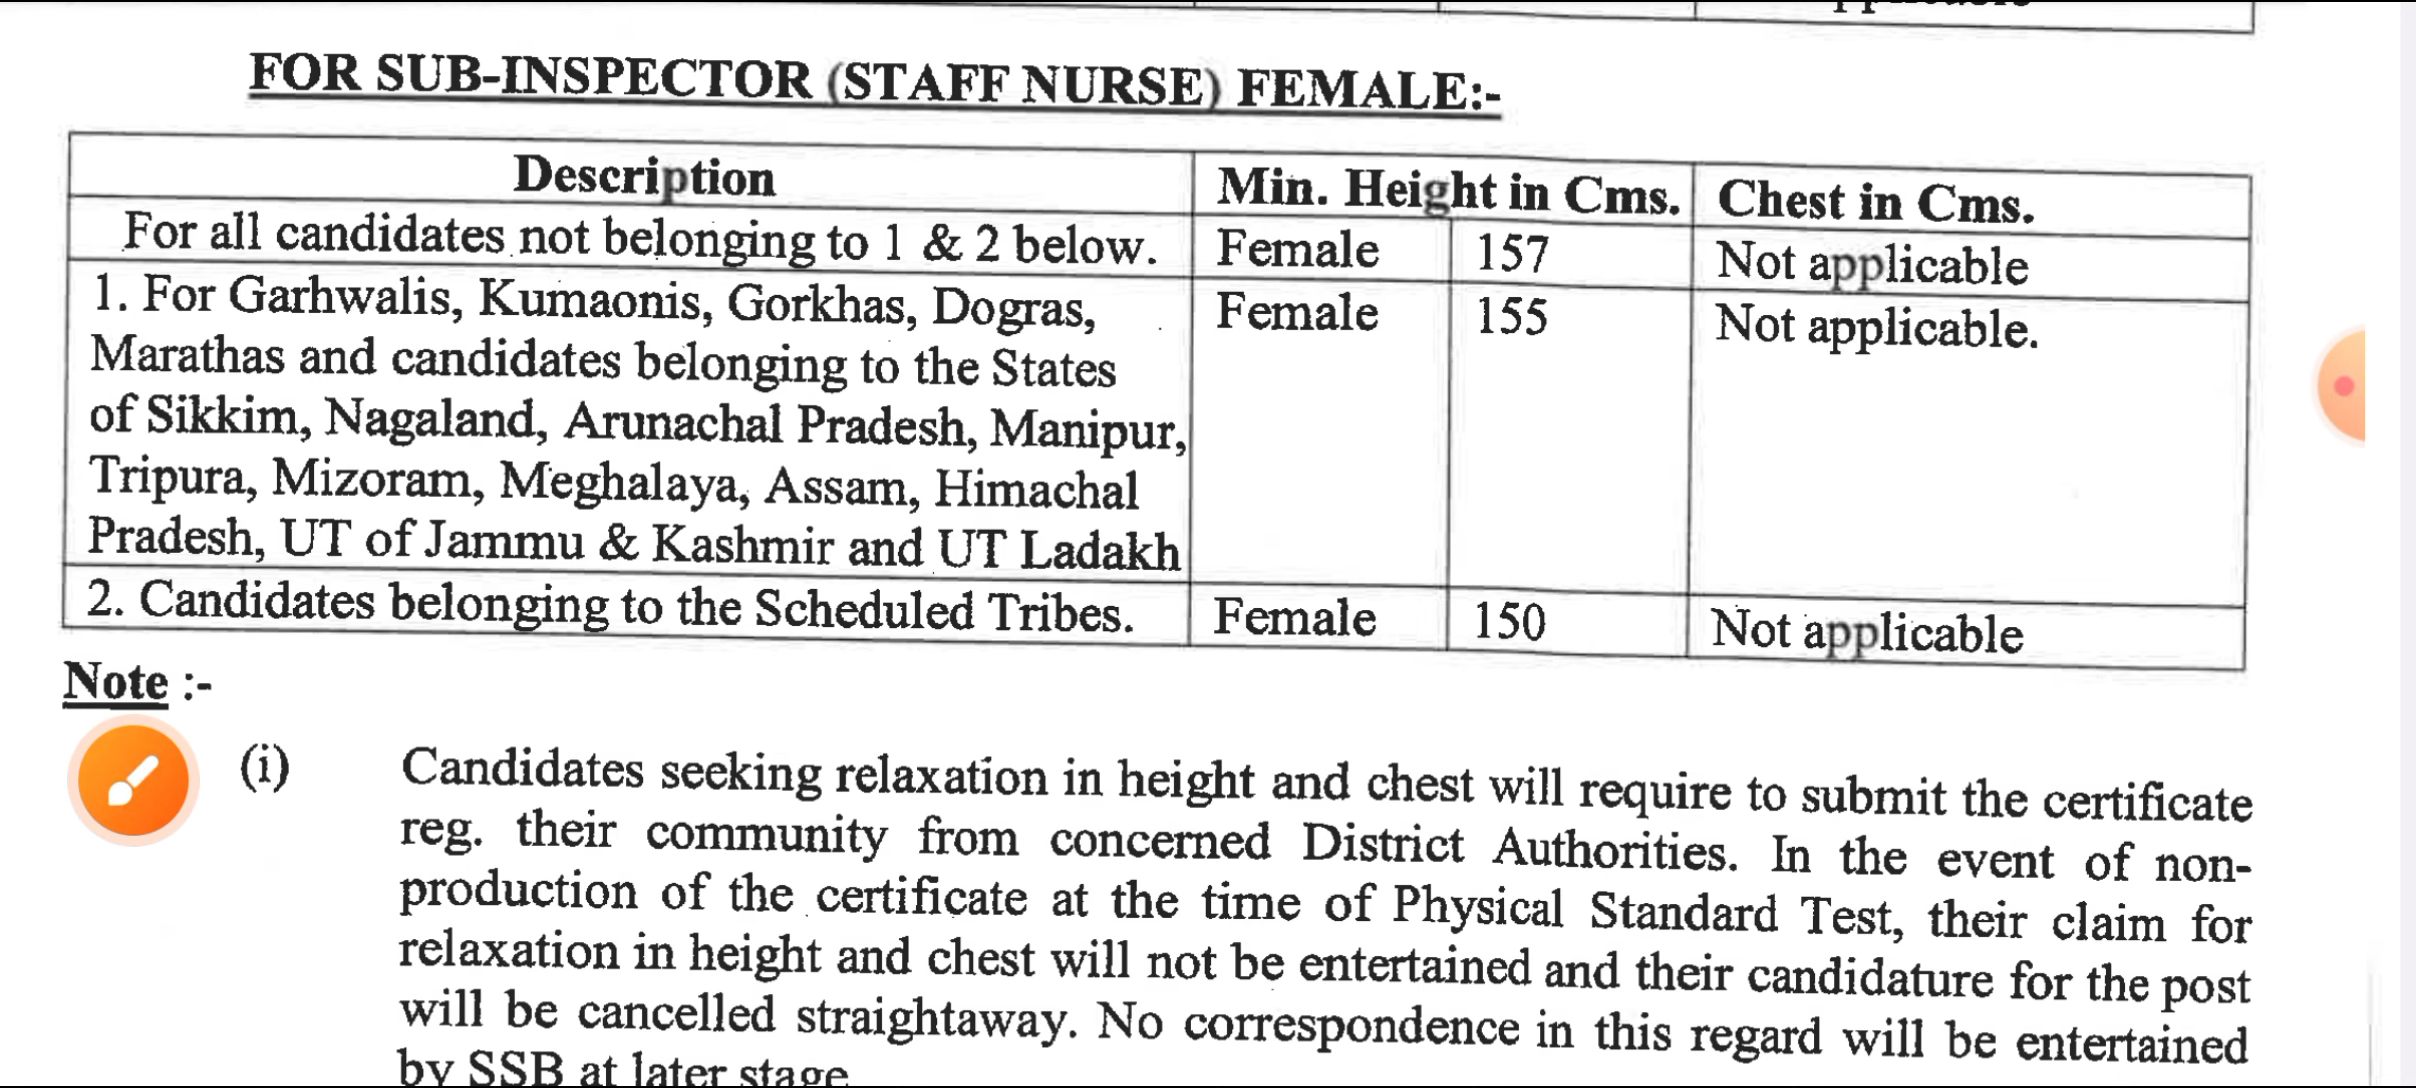 FOR SUB-INSPECTOR (STAFF NURSE) FEMALE:-
Description Min. Height in Cms. Chest in Cms.
For all candidates not belonging to 1 & 2 below. Female 157 Not applicable
1. For Garhwalis, Kumaonis, Gorkhas, Dogras, Female 155 Not applicable.
Marathas and candidates belonging to the States
of Sikkim, Nagaland, Arunachal Pradesh, Manipur,
Tripura, Mizoram, Meghalaya, Assam, Himachal
Pradesh, UT of Jammu & Kashmir and UT Ladakh
2. Candidates belonging to the Scheduled Tribes. Female 150 Not applicable
Note :-
(i) Candidates seeking relaxation in height and chest will require to submit the certificate
reg. their community from concerned District Authorities. In the event of non-
production of the certificate at the time of Physical Standard Test, their claim for
relaxation in height and chest will not be entertained and their candidature for the post
will be cancelled straightaway. No correspondence in this regard will be entertained
by SSB at later stage